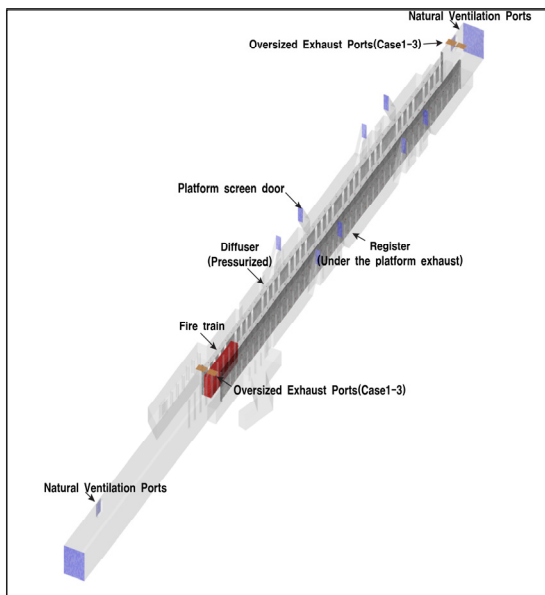 Natural Ventilation Ports
Oversized Exhaust Ports(Case1-3)
Platform screen door
Diffuser
(Pressurized)
Register
(Under the platform exhaust)
Fire train
Oversized Exhaust Ports(Case1-3)
Natural Ventilation Ports